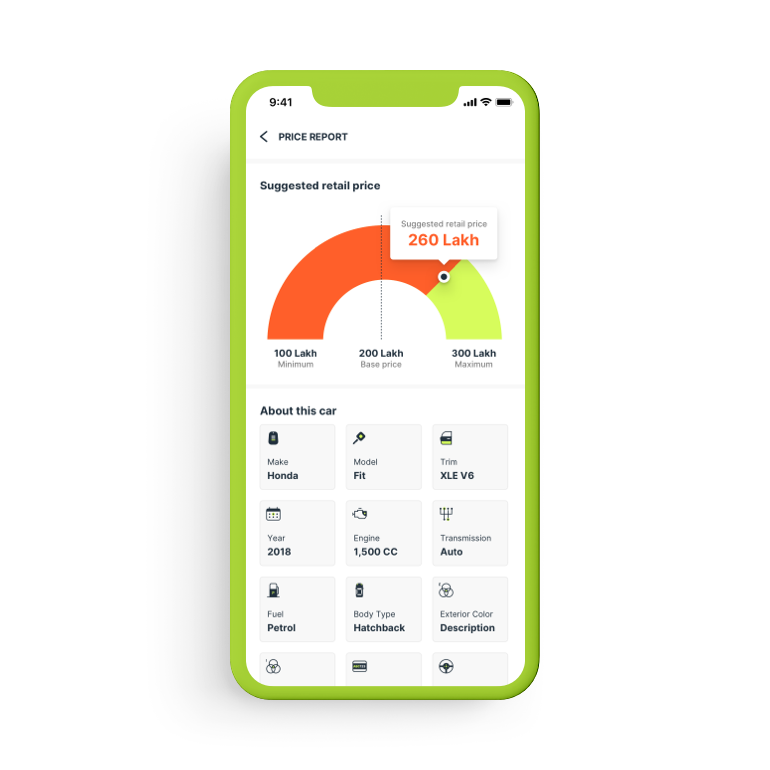 9:41
PRICE REPORT
Suggested retail price
Suggested retail price
260 Lakh
100 Lakh 200 Lakh 300 Lakh
Minimum Base price Maximum
About this car
Make Model Trim
Honda Fit XLE V6
Year Engine Transmission
2018 1,500 CC Auto
Fuel Body Type Exterior Color
Petrol Hatchback Description